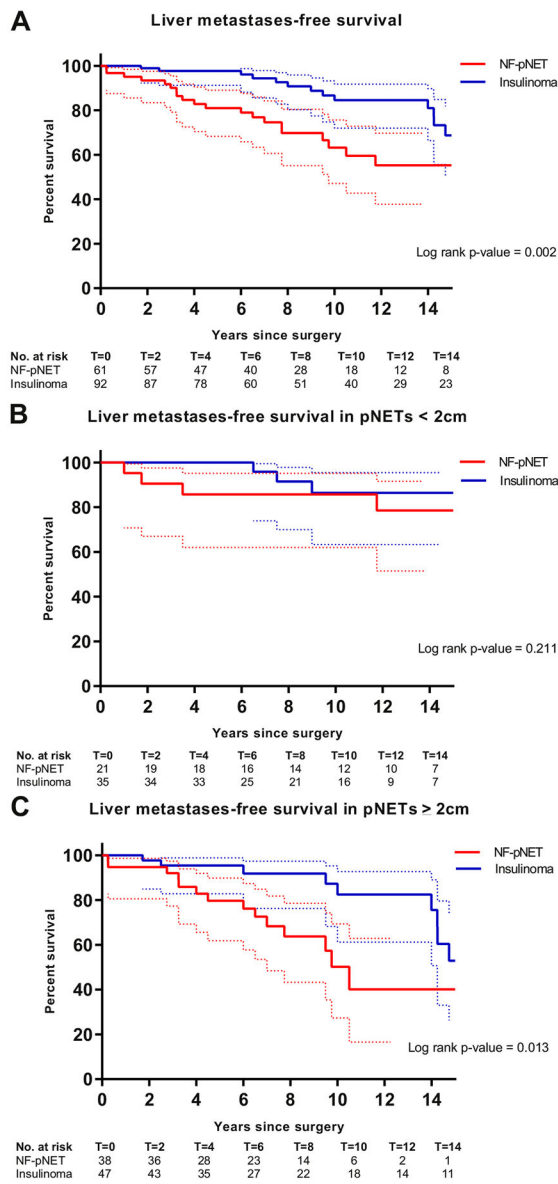 A
Liver metastases-free survival
NF-pNET
Insulinoma
Percent survival
100
80
60
40
20
0
Log rank p-value = 0.002
0 2 4 6 8 10 12 14
Years since surgery
No. at risk T=0 T=2 T=4 T=6 T=8 T=10 T=12 T=14
NF-pNET 61 57 47 40 28 18 12 8
Insulinoma 92 87 78 60 51 40 29 23
B
Liver metastases-free survival in pNETs < 2cm
NF-pNET
Insulinoma
Percent survival
100
80
60
40
20
0
Log rank p-value = 0.211
0 2 4 6 8 10 12 14
Years since surgery
No. at risk T=0 T=2 T=4 T=6 T=8 T=10 T=12 T=14
NF-pNET 21 19 18 16 14 12 10 7
Insulinoma 35 34 33 25 21 16 9 7
C
Liver metastases-free survival in pNETs ≥ 2cm
NF-pNET
Insulinoma
Percent survival
100
80
60
40
20
0
Log rank p-value = 0.013
0 2 4 6 8 10 12 14
Years since surgery
No. at risk T=0 T=2 T=4 T=6 T=8 T=10 T=12 T=14
NF-pNET 38 36 28 23 14 6 2 1
Insulinoma 47 43 35 27 22 18 14 11